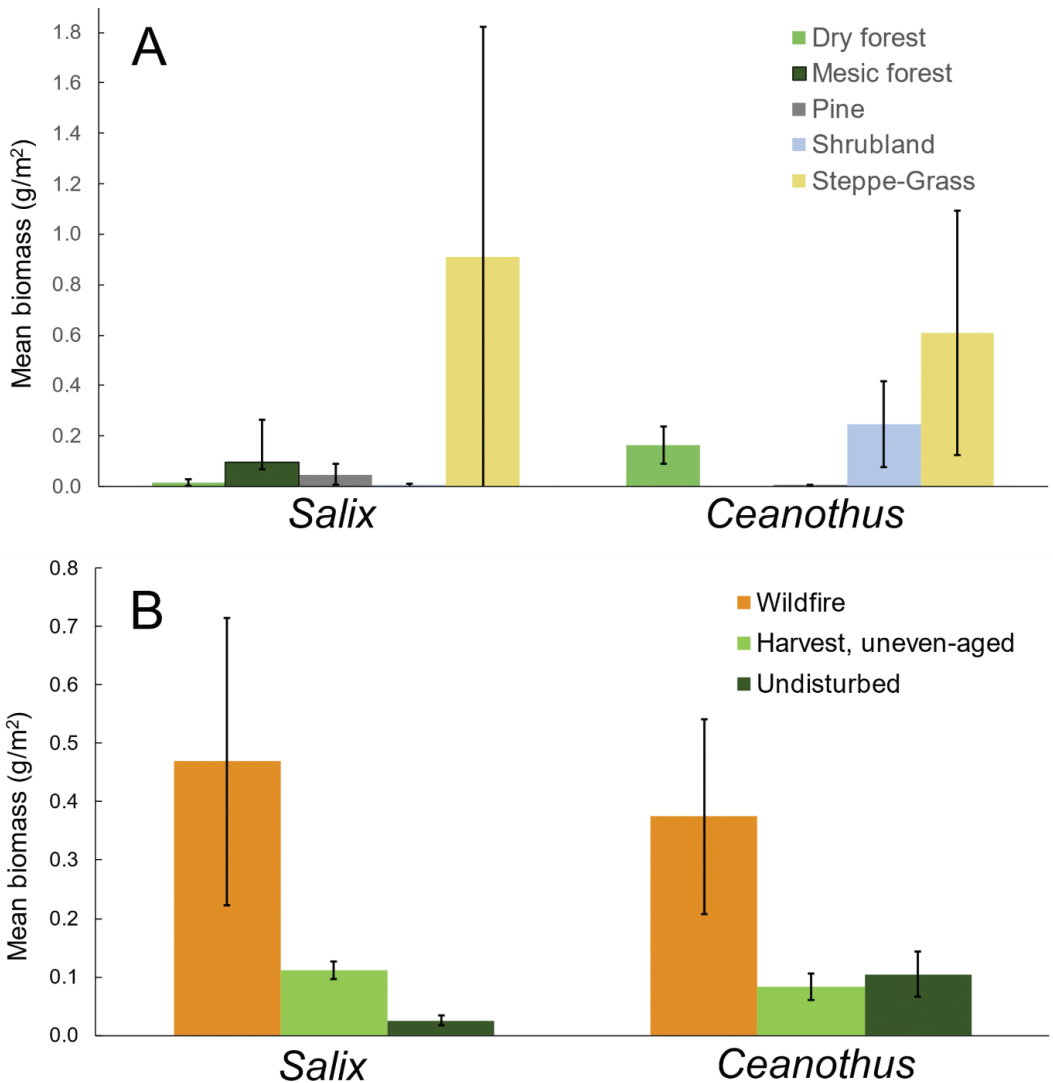 A
Dry forest
Mesic forest
Pine
Shrubland
Steppe-Grass
Mean biomass (g/m²)
1.8
1.6
1.4
1.2
1.0
0.8
0.6
0.4
0.2
0.0
Salix Ceanothus
B
Wildfire
Harvest, uneven-aged
Undisturbed
Mean biomass (g/m²)
0.8
0.7
0.6
0.5
0.4
0.3
0.2
0.1
0.0
Salix Ceanothus